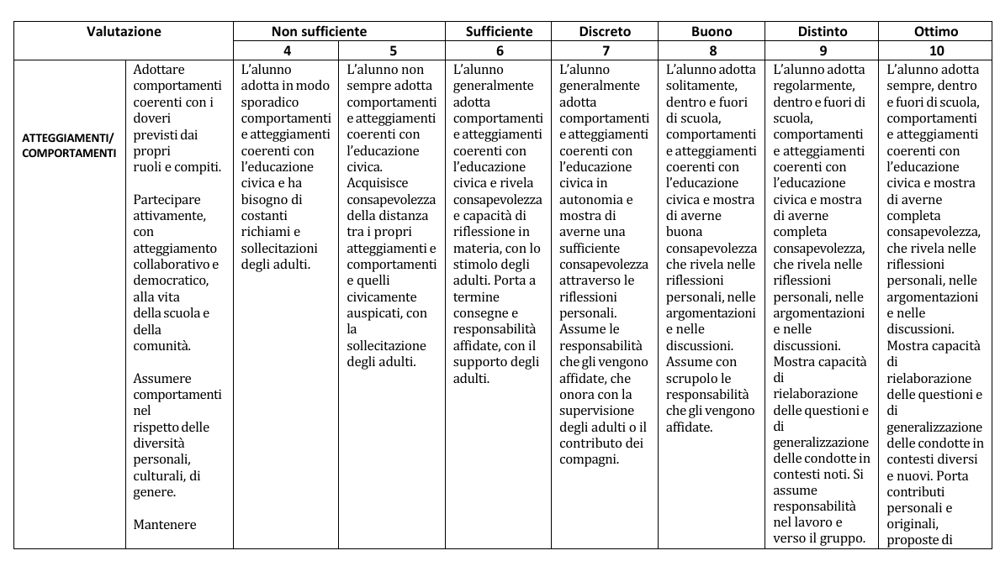 Valutazione
Non sufficiente
Sufficiente
Discreto
Buono
Distinto
Ottimo
4
5
6
7
8
9
10
ATTEGGIAMENTI/
COMPORTAMENTI
Adottare
comportamenti
coerenti con i
doveri
previsti dai
propri
ruoli e compiti.
Partecipare
attivamente,
con
atteggiamento
collaborativo e
democratico,
alla vita
della scuola e
della
comunità.
Assumere
comportamenti
nel
rispetto delle
diversità
personali,
culturali, di
genere.
Mantenere
L’alunno
adotta in modo
sporadico
comportamenti
e atteggiamenti
coerenti con
l’educazione
civica e ha
bisogno di
costanti
richiami e
sollecitazioni
degli adulti.
L’alunno non
sempre adotta
comportamenti
e atteggiamenti
coerenti con
l’educazione
civica.
Acquisisce
consapevolezza
della distanza
tra i propri
atteggiamenti e
comportamenti
e quelli
civicamente
auspicati, con
la
sollecitazione
degli adulti.
L’alunno
generalmente
adotta
comportamenti
e atteggiamenti
coerenti con
l’educazione
civica e rivela
consapevolezza
e capacità di
riflessione in
materia, con lo
stimolo degli
adulti. Porta a
termine
consegne e
responsabilità
affidate, con il
supporto degli
adulti.
L’alunno
generalmente
adotta
comportamenti
e atteggiamenti
coerenti con
l’educazione
civica in
autonomia e
mostra di
averne una
sufficiente
consapevolezza
attraverso le
riflessioni
personali.
Assume le
responsabilità
che gli vengono
affidate, che
onora con la
supervisione
degli adulti o il
contributo dei
compagni.
L’alunno adotta
solitamente,
dentro e fuori
di scuola,
comportamenti
e atteggiamenti
coerenti con
l’educazione
civica e mostra
di averne
buona
consapevolezza
che rivela nelle
riflessioni
personali, nelle
argomentazioni
e nelle
discussioni.
Assume con
scrupolo le
responsabilità
che gli vengono
affidate.
L’alunno adotta
regolarmente,
dentro e fuori di
scuola,
comportamenti
e atteggiamenti
coerenti con
l’educazione
civica e mostra
di averne
completa
consapevolezza,
che rivela nelle
riflessioni
personali, nelle
argomentazioni
e nelle
discussioni.
Mostra capacità
di
rielaborazione
delle questioni e
di
generalizzazione
delle condotte in
contesti noti. Si
assume
responsabilità
nel lavoro e
verso il gruppo.
L’alunno adotta
sempre, dentro
e fuori di scuola,
comportamenti
e atteggiamenti
coerenti con
l’educazione
civica e mostra
di averne
completa
consapevolezza,
che rivela nelle
riflessioni
personali, nelle
argomentazioni
e nelle
discussioni.
Mostra capacità
di
rielaborazione
delle questioni e
di
generalizzazione
delle condotte in
contesti diversi
e nuovi. Porta
contributi
personali e
originali,
proposte di